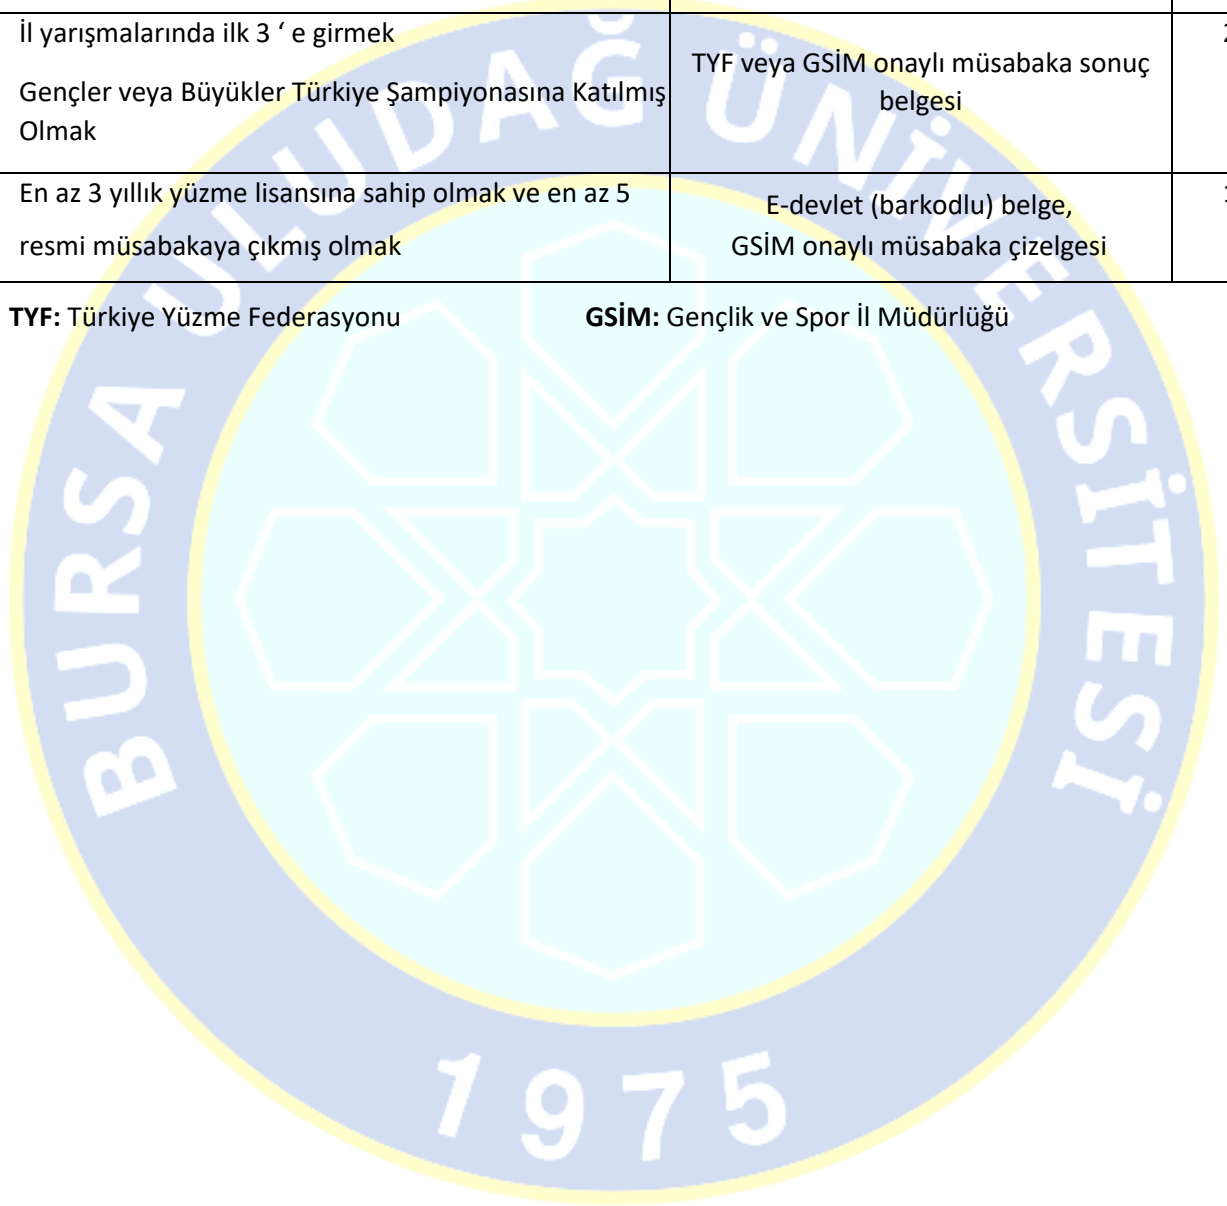 İl yarışmalarında ilk 3 ‘ e girmek
Gençler veya Büyükler Türkiye Şampiyonasına Katılmış
Olmak
TYF veya GSİM onaylı müsabaka sonuç
belgesi
En az 3 yıllık yüzme lisansına sahip olmak ve en az 5
resmi müsabakaya çıkmış olmak
E-devlet (barkodlu) belge,
GSİM onaylı müsabaka çizelgesi
TYF: Türkiye Yüzme Federasyonu GSİM: Gençlik ve Spor İl Müdürlüğü
BURSA ULUDAĞ ÜNİVERSİTESİ
1975